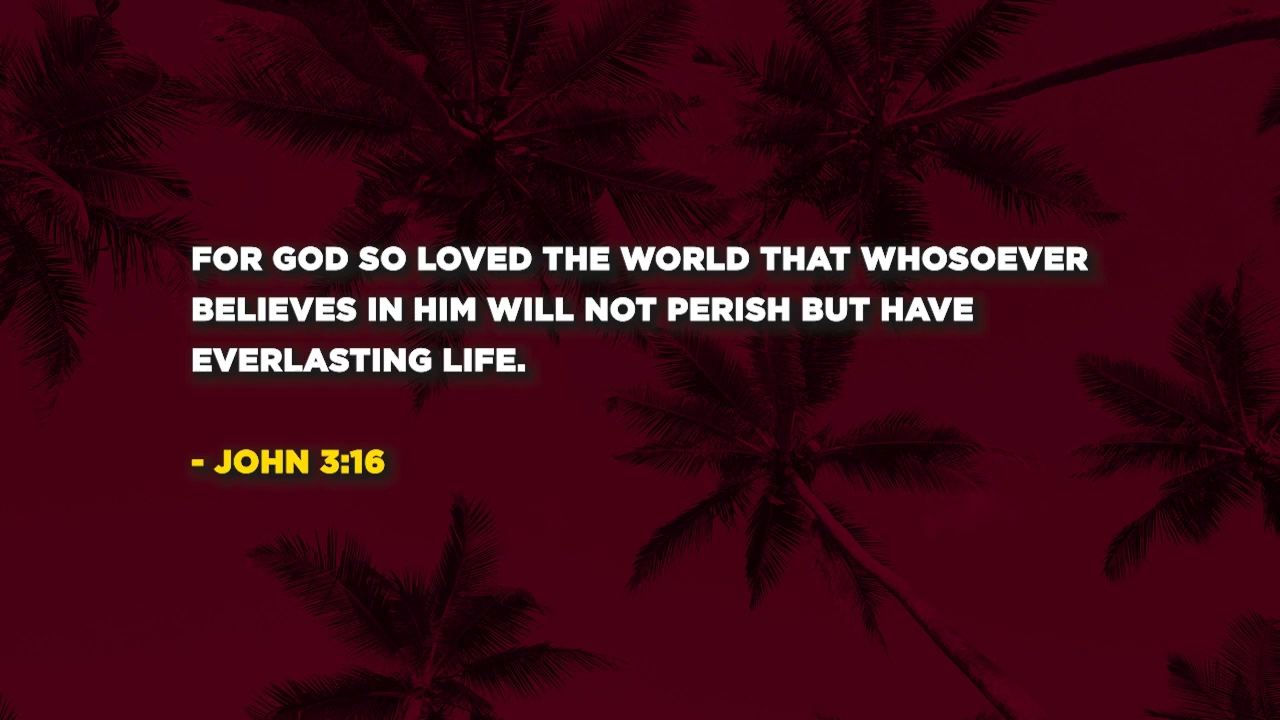 FOR GOD SO LOVED THE WORLD THAT WHOSOEVER
BELIEVES IN HIM WILL NOT PERISH BUT HAVE
EVERLASTING LIFE.
- JOHN 3:16